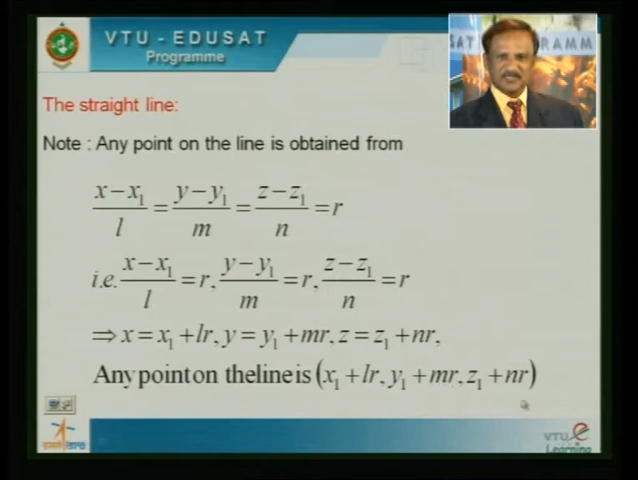 VTU - EDUSAT
Programme
SAT
RAMM
The straight line:
Note : Any point on the line is obtained from
(x−x₁)/l = (y−y₁)/m = (z−z₁)/n = r
i.e. (x−x₁)/l = r, (y−y₁)/m = r, (z−z₁)/n = r
⇒ x = x₁ + lr, y = y₁ + mr, z = z₁ + nr,
Any point on the line is (x₁ + lr, y₁ + mr, z₁ + nr)
VTU e
Learning